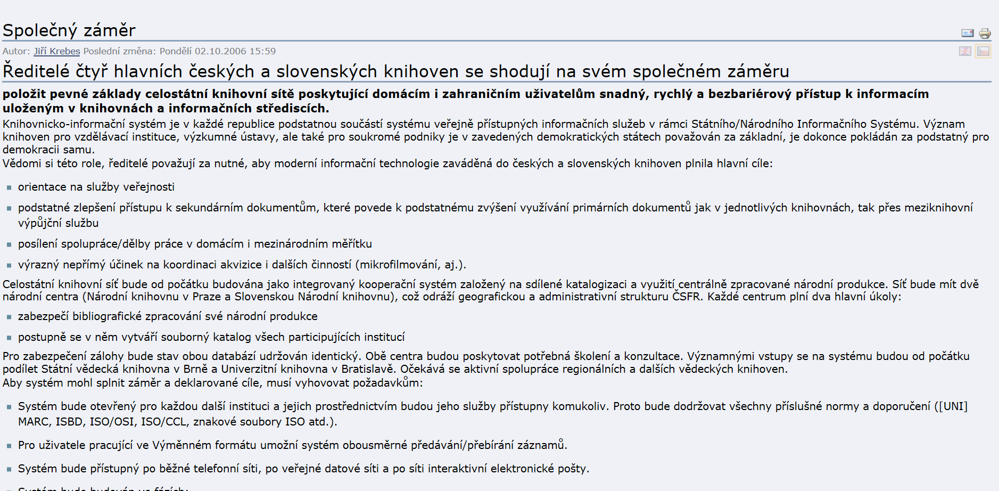 Společný záměr
Autor: Jiří Krebes Poslední změna: Pondělí 02.10.2006 15:59
Ředitelé čtyř hlavních českých a slovenských knihoven se shodují na svém společném záměru
položit pevné základy celostátní knihovní sítě poskytující domácím i zahraničním uživatelům snadný, rychlý a bezbariérový přístup k informacím
uloženým v knihovnách a informačních střediscích.
Knihovnicko-informační systém je v každé republice podstatnou součástí systému veřejně přístupných informačních služeb v rámci Státního/Národního Informačního Systému. Význam
knihoven pro vzdělávací instituce, výzkumné ústavy, ale také pro soukromé podniky je v zavedených demokratických státech považován za základní, je dokonce pokládán za podstatný pro
demokracii samu.
Vědomi si této role, ředitelé považují za nutné, aby moderní informační technologie zaváděná do českých a slovenských knihoven plnila hlavní cíle:
orientace na služby veřejnosti
podstatné zlepšení přístupu k sekundárním dokumentům, které povede k podstatnému zvýšení využívání primárních dokumentů jak v jednotlivých knihovnách, tak přes meziknihovní
výpůjční službu
posílení spolupráce/dělby práce v domácím i mezinárodním měřítku
výrazný nepřímý účinek na koordinaci akvizice i dalších činností (mikrofilmování, aj.).
Celostátní knihovní síť bude od počátku budována jako integrovaný kooperační systém založený na sdílené katalogizaci a využití centrálně zpracované národní produkce. Síť bude mít dvě
národní centra (Národní knihovnu v Praze a Slovenskou Národní knihovnu), což odráží geografickou a administrativní strukturu ČSFR. Každé centrum plní dva hlavní úkoly:
zabezpečí bibliografické zpracování své národní produkce
postupně se v něm vytváří souborný katalog všech participujících institucí
Pro zabezpečení zálohy bude stav obou databází udržován identický. Obě centra budou poskytovat potřebná školení a konzultace. Významnými vstupy se na systému budou od počátku
podílet Státní vědecká knihovna v Brně a Univerzitní knihovna v Bratislavě. Očekává se aktivní spolupráce regionálních a dalších vědeckých knihoven.
Aby systém mohl splnit záměr a deklarované cíle, musí vyhovovat požadavkům:
Systém bude otevřený pro každou další instituci a jejich prostřednictvím budou jeho služby přístupny komukoliv. Proto bude dodržovat všechny příslušné normy a doporučení ([UNI]
MARC, ISBD, ISO/OSI, ISO/CCL, znakové soubory ISO atd.).
Pro uživatele pracující ve Výměnném formátu umožní systém obousměrné předávání/přebírání záznamů.
Systém bude přístupný po běžné telefonní síti, po veřejné datové síti a po síti interaktivní elektronické pošty.
Systém bude budován ve fázích: